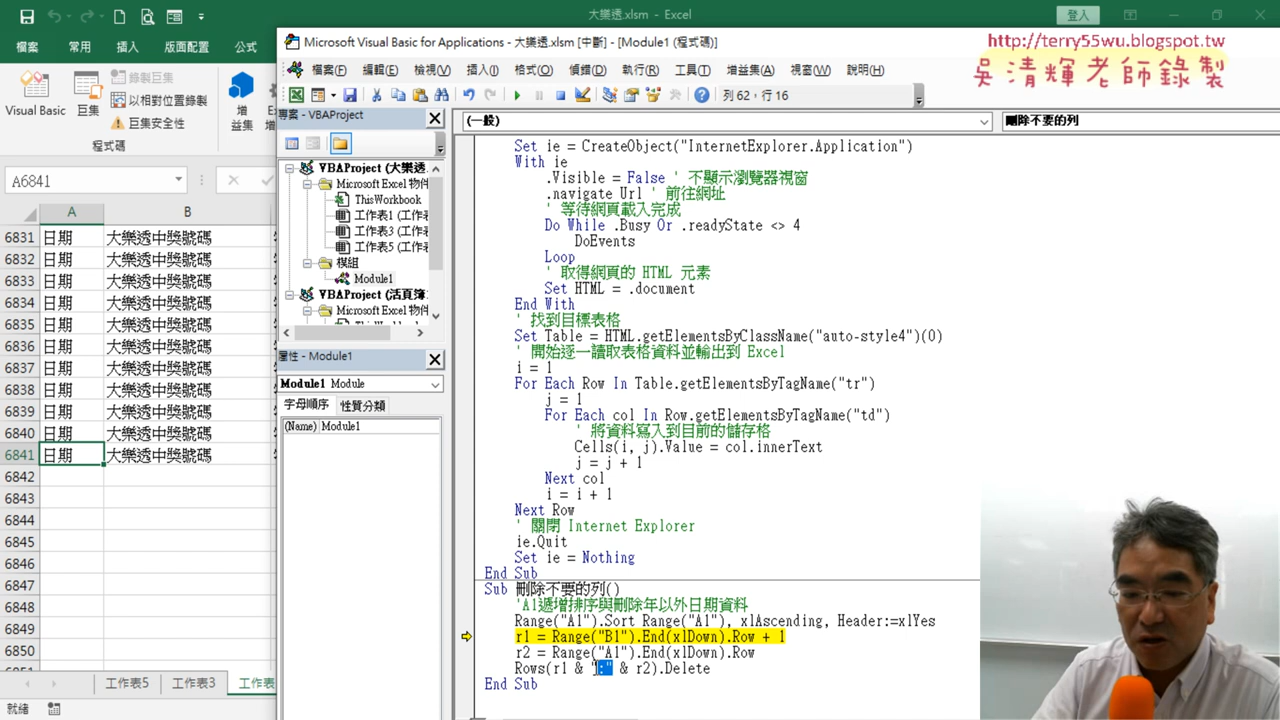 大樂透.xlsm - Excel
登入
檔案
常用
插入
版面配置
公式
Visual Basic
巨集
錄製巨集
以相對位置錄製
巨集安全性
增
益集
程式碼
A6841
A
B
6831 日期 大樂透中獎號碼
6832 日期 大樂透中獎號碼
6833 日期 大樂透中獎號碼
6834 日期 大樂透中獎號碼
6835 日期 大樂透中獎號碼
6836 日期 大樂透中獎號碼
6837 日期 大樂透中獎號碼
6838 日期 大樂透中獎號碼
6839 日期 大樂透中獎號碼
6840 日期 大樂透中獎號碼
6841 日期 大樂透中獎號碼
6842
6843
6844
6845
6846
6847
6848
6849
6850
工作表5
工作表3
工作表
就緒
Microsoft Visual Basic for Applications - 大樂透.xlsm [中斷] - [Module1 (程式碼)]
檔案(F) 編輯(E) 檢視(V) 插入(I) 格式(O) 偵錯(D) 執行(R) 工具(T) 增益集(A) 視窗(W) 說明(H)
列 62，行 16
http://terry55wu.blogspot.tw
吳清輝老師錄製
專案 - VBAProject
VBAProject (大樂透
Microsoft Excel 物件
ThisWorkbook
工作表1 (工作表
工作表3 (工作表
工作表5 (工作表
模組
Module1
VBAProject (活頁簿
Microsoft Excel 物件
屬性 - Module1
Module1 Module
字母順序
性質分類
(Name) Module1
(一般)
刪除不要的列
Set ie = CreateObject("InternetExplorer.Application")
With ie
.Visible = False ' 不顯示瀏覽器視窗
.navigate Url ' 前往網址
' 等待網頁載入完成
Do While .Busy Or .readyState <> 4
DoEvents
Loop
' 取得網頁的 HTML 元素
Set HTML = .document
End With
' 找到目標表格
Set Table = HTML.getElementsByClassName("auto-style4")(0)
' 開始逐一讀取表格資料並輸出到 Excel
i = 1
For Each Row In Table.getElementsByTagName("tr")
j = 1
For Each col In Row.getElementsByTagName("td")
' 將資料寫入到目前的儲存格
Cells(i, j).Value = col.innerText
j = j + 1
Next col
i = i + 1
Next Row
' 關閉 Internet Explorer
ie.Quit
Set ie = Nothing
End Sub
Sub 刪除不要的列()
'A1遞增排序與刪除年以外日期資料
Range("A1").Sort Range("A1"), xlAscending, Header:=xlYes
r1 = Range("B1").End(xlDown).Row + 1
r2 = Range("A1").End(xlDown).Row
Rows(r1 & ":" & r2).Delete
End Sub